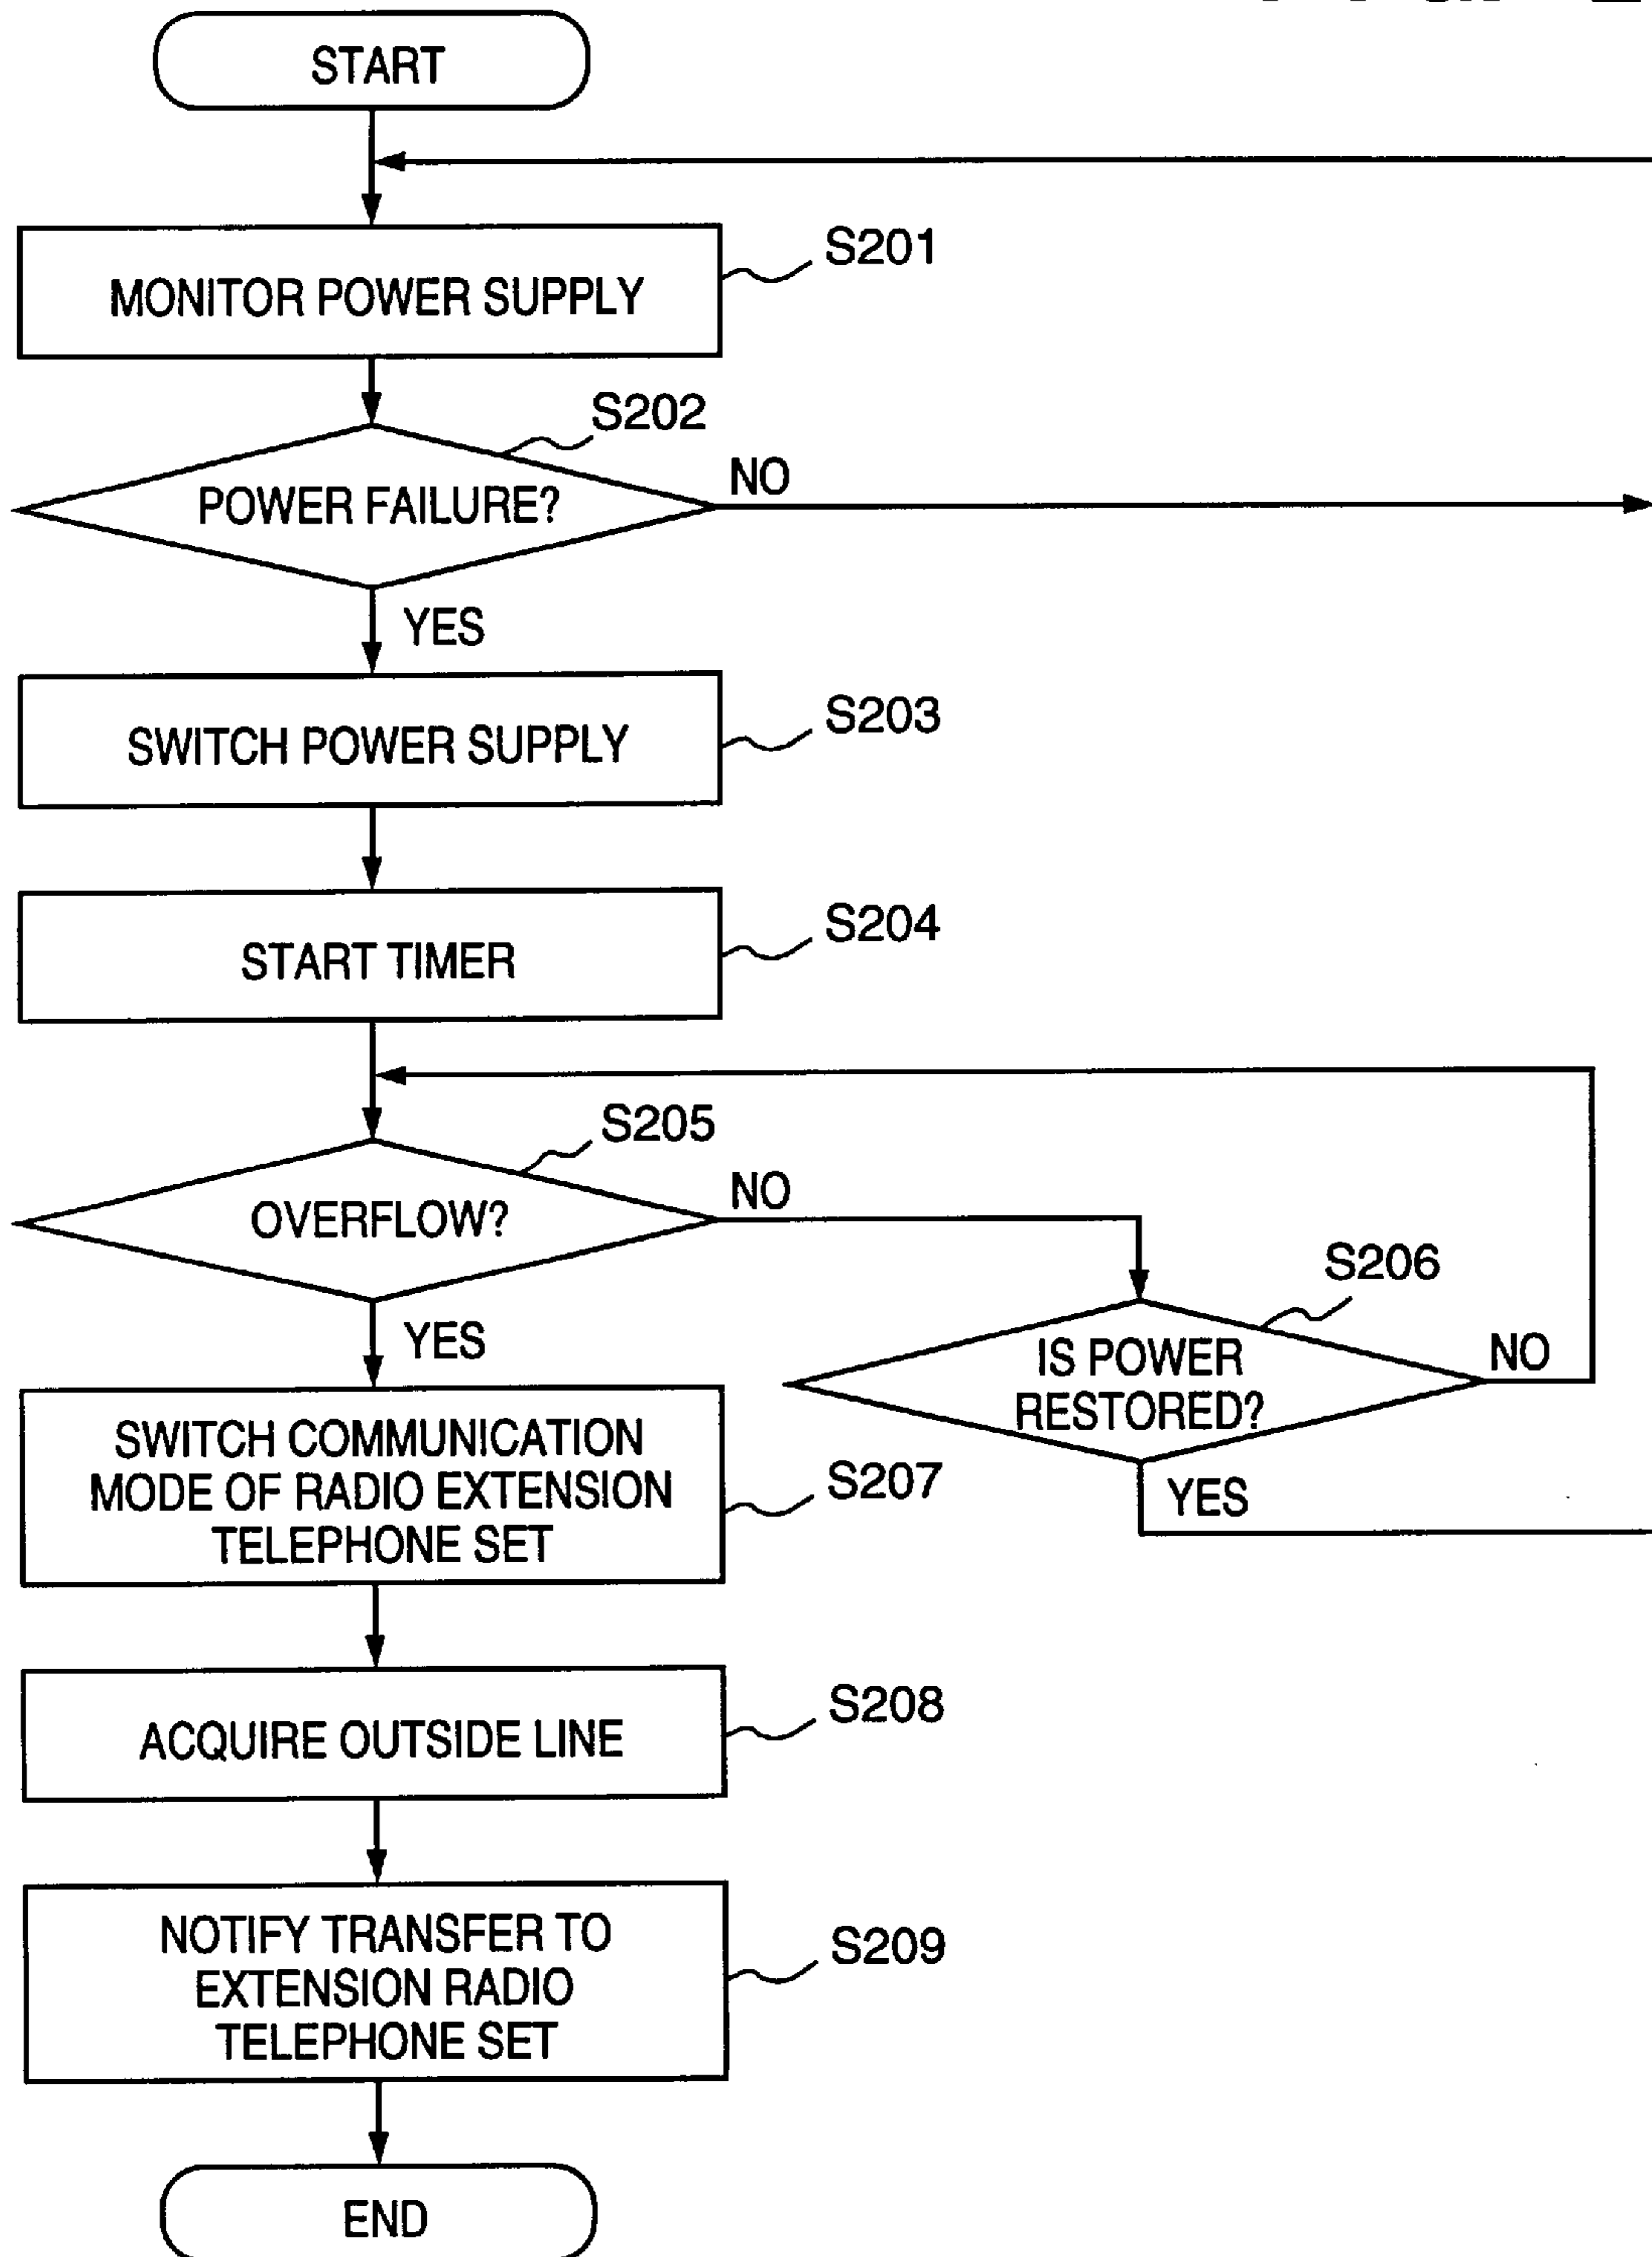 START
S201
MONITOR POWER SUPPLY
S202
POWER FAILURE?
NO
YES
S203
SWITCH POWER SUPPLY
S204
START TIMER
S205
OVERFLOW?
NO
S206
IS POWER
RESTORED?
NO
YES
YES
SWITCH COMMUNICATION
MODE OF RADIO EXTENSION
TELEPHONE SET
S207
S208
ACQUIRE OUTSIDE LINE
NOTIFY TRANSFER TO
EXTENSION RADIO
TELEPHONE SET
S209
END